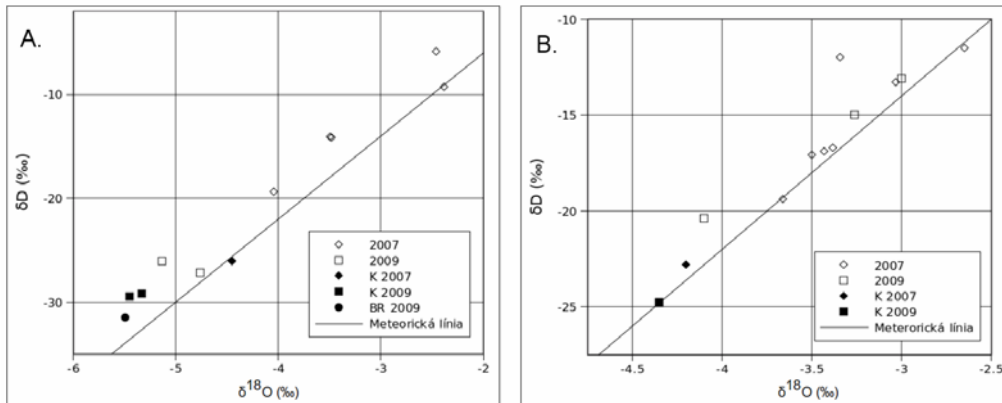 A.
δD (‰)
-10
-20
-30
2007
2009
K 2007
K 2009
BR 2009
Meteorická línia
-6
-5
-4
-3
-2
δ18O (‰)
B.
δD (‰)
-10
-15
-20
-25
2007
2009
K 2007
K 2009
Meterorická línia
-4.5
-4
-3.5
-3
-2.5
δ18O (‰)